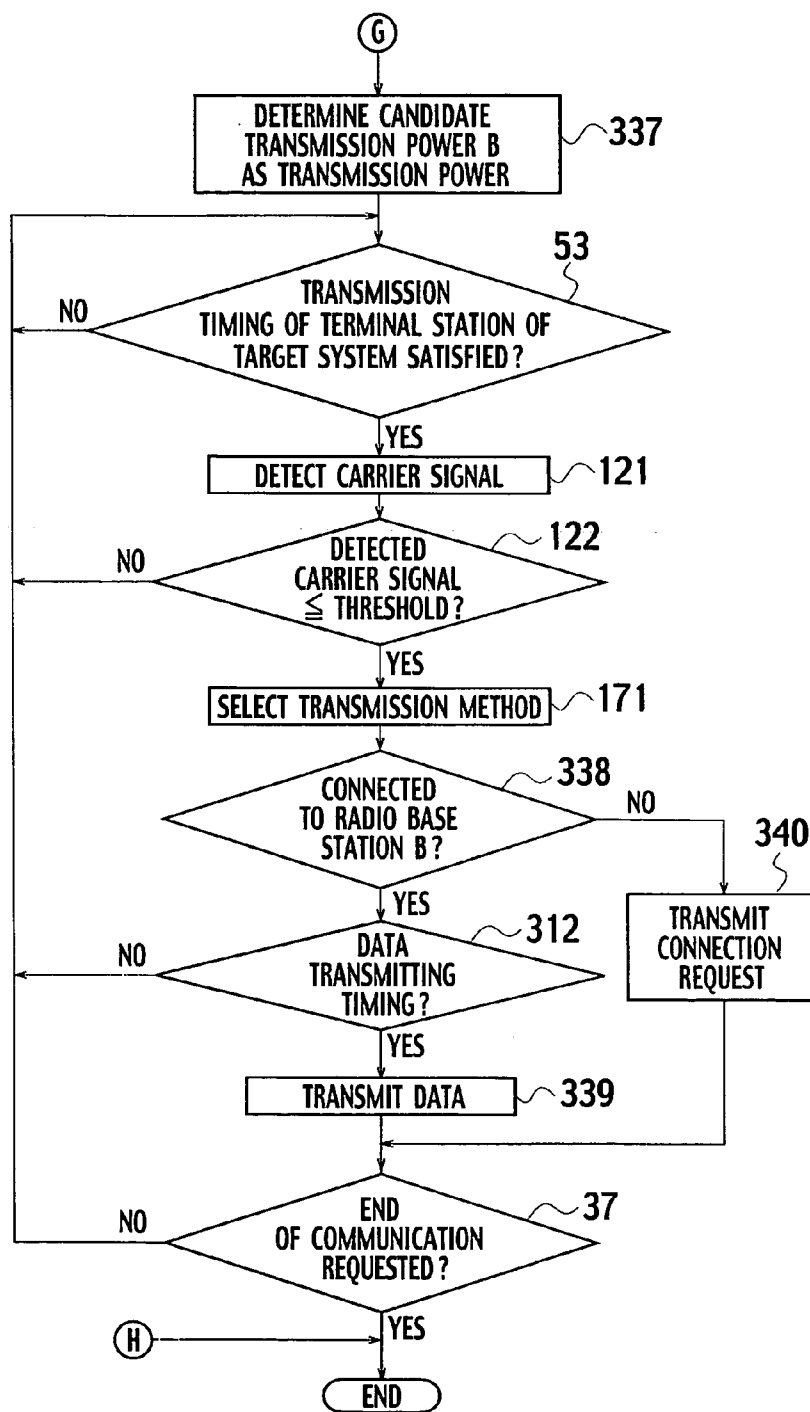 G
DETERMINE CANDIDATE
TRANSMISSION POWER B
AS TRANSMISSION POWER
337
53
TRANSMISSION
TIMING OF TERMINAL STATION OF
TARGET SYSTEM SATISFIED?
NO
YES
DETECT CARRIER SIGNAL
121
122
DETECTED
CARRIER SIGNAL
≦ THRESHOLD?
NO
YES
SELECT TRANSMISSION METHOD
171
338
CONNECTED
TO RADIO BASE
STATION B?
NO
YES
340
TRANSMIT
CONNECTION
REQUEST
312
DATA
TRANSMITTING
TIMING?
NO
YES
TRANSMIT DATA
339
37
END
OF COMMUNICATION
REQUESTED?
NO
YES
H
END